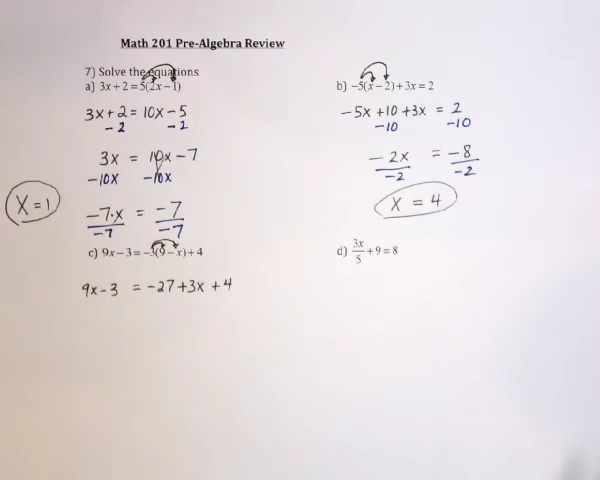 Math 201 Pre-Algebra Review
7) Solve the equations
a) 3x + 2 = 5(2x − 1)
3x + 2 = 10x − 5
− 2 − 2
3x = 10x − 7
−10x −10x
−7·x = −7
−7 −7
X = 1
b) −5(x − 2) + 3x = 2
−5x + 10 + 3x = 2
−10 −10
−2x = −8
−2 −2
x = 4
c) 9x − 3 = −3(9 − x) + 4
9x − 3 = −27 + 3x + 4
d) 3x/5 + 9 = 8